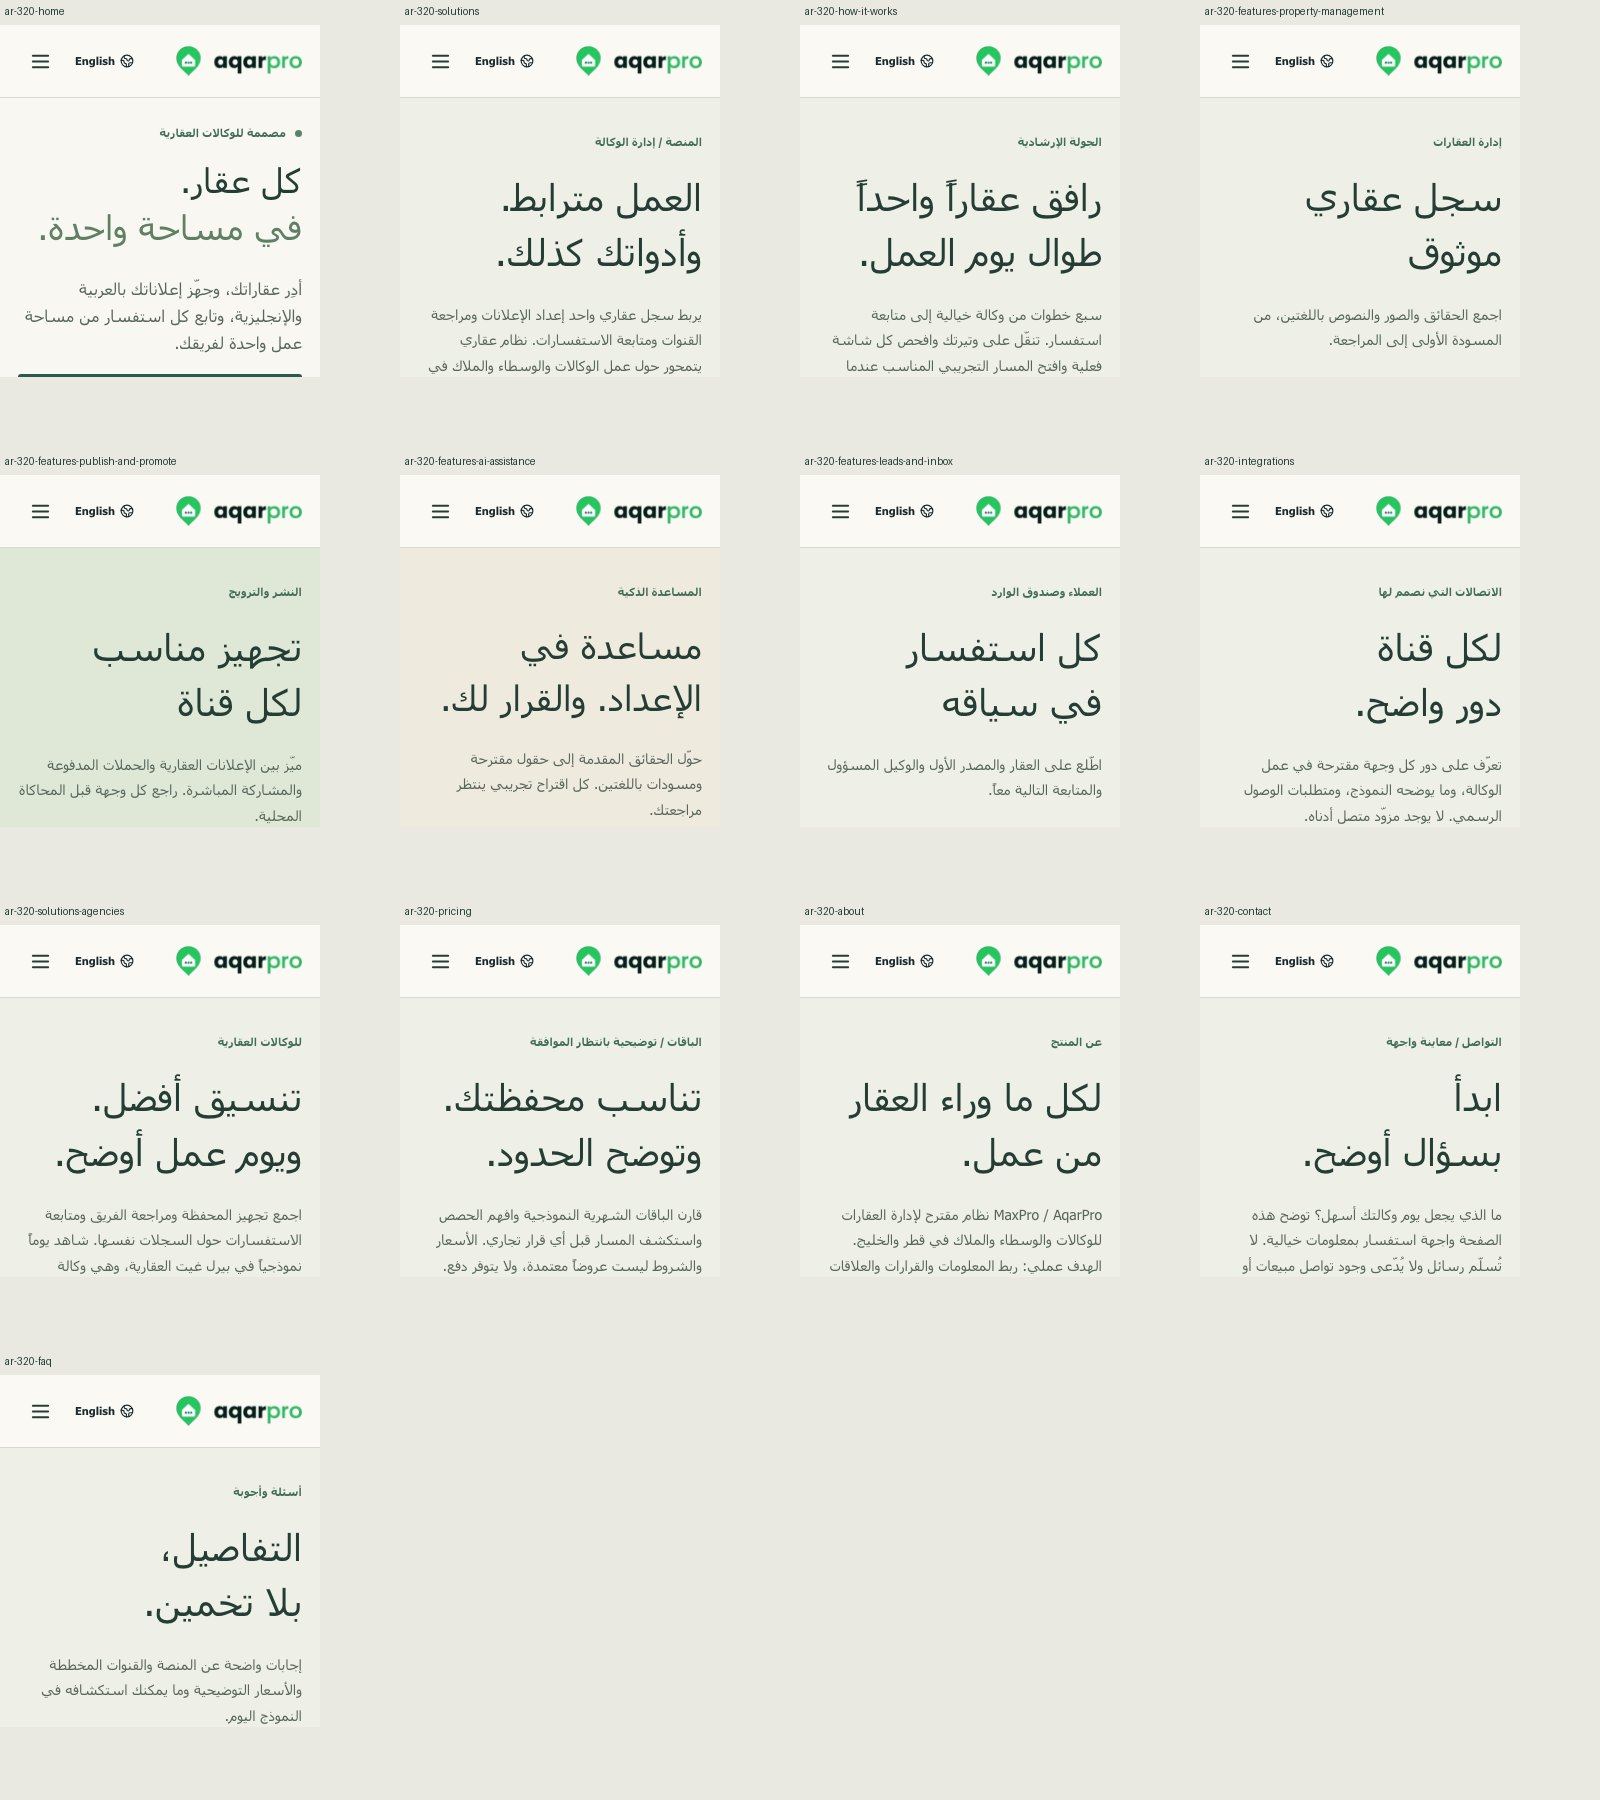 ar-320-home
English
aqarpro
مصممة للوكالات العقارية
كل عقار.
في مساحة واحدة.
أدِر عقاراتك، وجهّز إعلاناتك بالعربية
والإنجليزية، وتابع كل استفسار من مساحة
عمل واحدة لفريقك.
ar-320-solutions
English
aqarpro
المنصة / إدارة الوكالة
العمل مترابط.
وأدواتك كذلك.
يربط سجل عقاري واحد إعداد الإعلانات ومراجعة
القنوات ومتابعة الاستفسارات. نظام عقاري
يتمحور حول عمل الوكالات والوسطاء والملاك في
ar-320-how-it-works
English
aqarpro
الجولة الإرشادية
رافق عقاراً واحداً
طوال يوم العمل.
سبع خطوات من وكالة خيالية إلى متابعة
استفسار. تنقّل على وتيرتك وافحص كل شاشة
فعلية وافتح المسار التجريبي المناسب عندما
ar-320-features-property-management
English
aqarpro
إدارة العقارات
سجل عقاري
موثوق
اجمع الحقائق والصور والنصوص باللغتين، من
المسودة الأولى إلى المراجعة.
ar-320-features-publish-and-promote
English
aqarpro
النشر والترويج
تجهيز مناسب
لكل قناة
ميّز بين الإعلانات العقارية والحملات المدفوعة
والمشاركة المباشرة. راجع كل وجهة قبل المحاكاة
المحلية.
ar-320-features-ai-assistance
English
aqarpro
المساعدة الذكية
مساعدة في
الإعداد. والقرار لك.
حوّل الحقائق المقدمة إلى حقول مقترحة
ومسودات باللغتين. كل اقتراح تجريبي ينتظر
مراجعتك.
ar-320-features-leads-and-inbox
English
aqarpro
العملاء وصندوق الوارد
كل استفسار
في سياقه
اطّلع على العقار والمصدر الأول والوكيل المسؤول
والمتابعة التالية معاً.
ar-320-integrations
English
aqarpro
الاتصالات التي نصمم لها
لكل قناة
دور واضح.
تعرّف على دور كل وجهة مقترحة في عمل
الوكالة، وما يوضحه النموذج، ومتطلبات الوصول
الرسمي. لا يوجد مزوّد متصل أدناه.
ar-320-solutions-agencies
English
aqarpro
للوكالات العقارية
تنسيق أفضل.
ويوم عمل أوضح.
اجمع تجهيز المحفظة ومراجعة الفريق ومتابعة
الاستفسارات حول السجلات نفسها. شاهد يوماً
نموذجياً في بيرل غيت العقارية، وهي وكالة
ar-320-pricing
English
aqarpro
الباقات / توضيحية بانتظار الموافقة
تناسب محفظتك.
وتوضح الحدود.
قارن الباقات الشهرية النموذجية وافهم الحصص
واستكشف المسار قبل أي قرار تجاري. الأسعار
والشروط ليست عروضاً معتمدة، ولا يتوفر دفع.
ar-320-about
English
aqarpro
عن المنتج
لكل ما وراء العقار
من عمل.
MaxPro / AqarPro نظام مقترح لإدارة العقارات
للوكالات والوسطاء والملاك في قطر والخليج.
الهدف عملي: ربط المعلومات والقرارات والعلاقات
ar-320-contact
English
aqarpro
التواصل / معاينة واجهة
ابدأ
بسؤال أوضح.
ما الذي يجعل يوم وكالتك أسهل؟ توضح هذه
الصفحة واجهة استفسار بمعلومات خيالية. لا
تُسلّم رسائل ولا يُدّعى وجود تواصل مبيعات أو
ar-320-faq
English
aqarpro
أسئلة وأجوبة
التفاصيل،
بلا تخمين.
إجابات واضحة عن المنصة والقنوات المخططة
والأسعار التوضيحية وما يمكنك استكشافه في
النموذج اليوم.